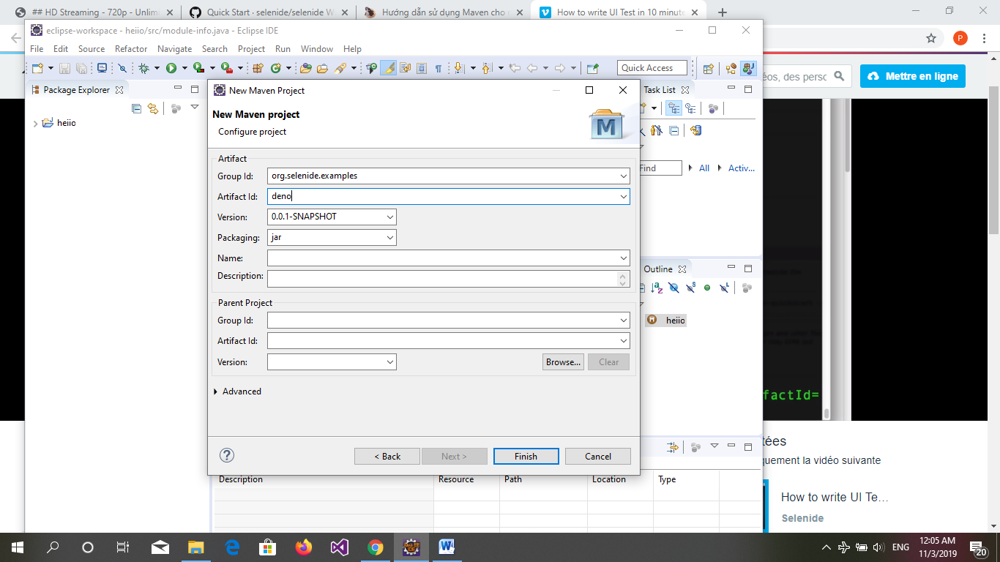 ## HD Streaming - 720p - Unlimi
Quick Start · selenide/selenide W
Hướng dẫn sử dụng Maven cho
How to write UI Test in 10 minute
eclipse-workspace - heiio/src/module-info.java - Eclipse IDE
P
File Edit Source Refactor Navigate Search Project Run Window Help
Quick Access
éos, des perso
Mettre en ligne
Package Explorer
New Maven Project
Task List
New Maven project
Configure project
M
heiio
Artifact
Group Id: org.selenide.examples
Find All Activ...
Artifact Id: deno
Version: 0.0.1-SNAPSHOT
Packaging: jar
Name:
Description:
Outline
Parent Project
Group Id:
heiio
Artifact Id:
Version:
Browse... Clear
Advanced
factId=
< Back Next > Finish Cancel
tées
quement la vidéo suivante
Description Resource Path Location Type
How to write UI Te…
Selenide
ENG
12:05 AM
11/3/2019
20